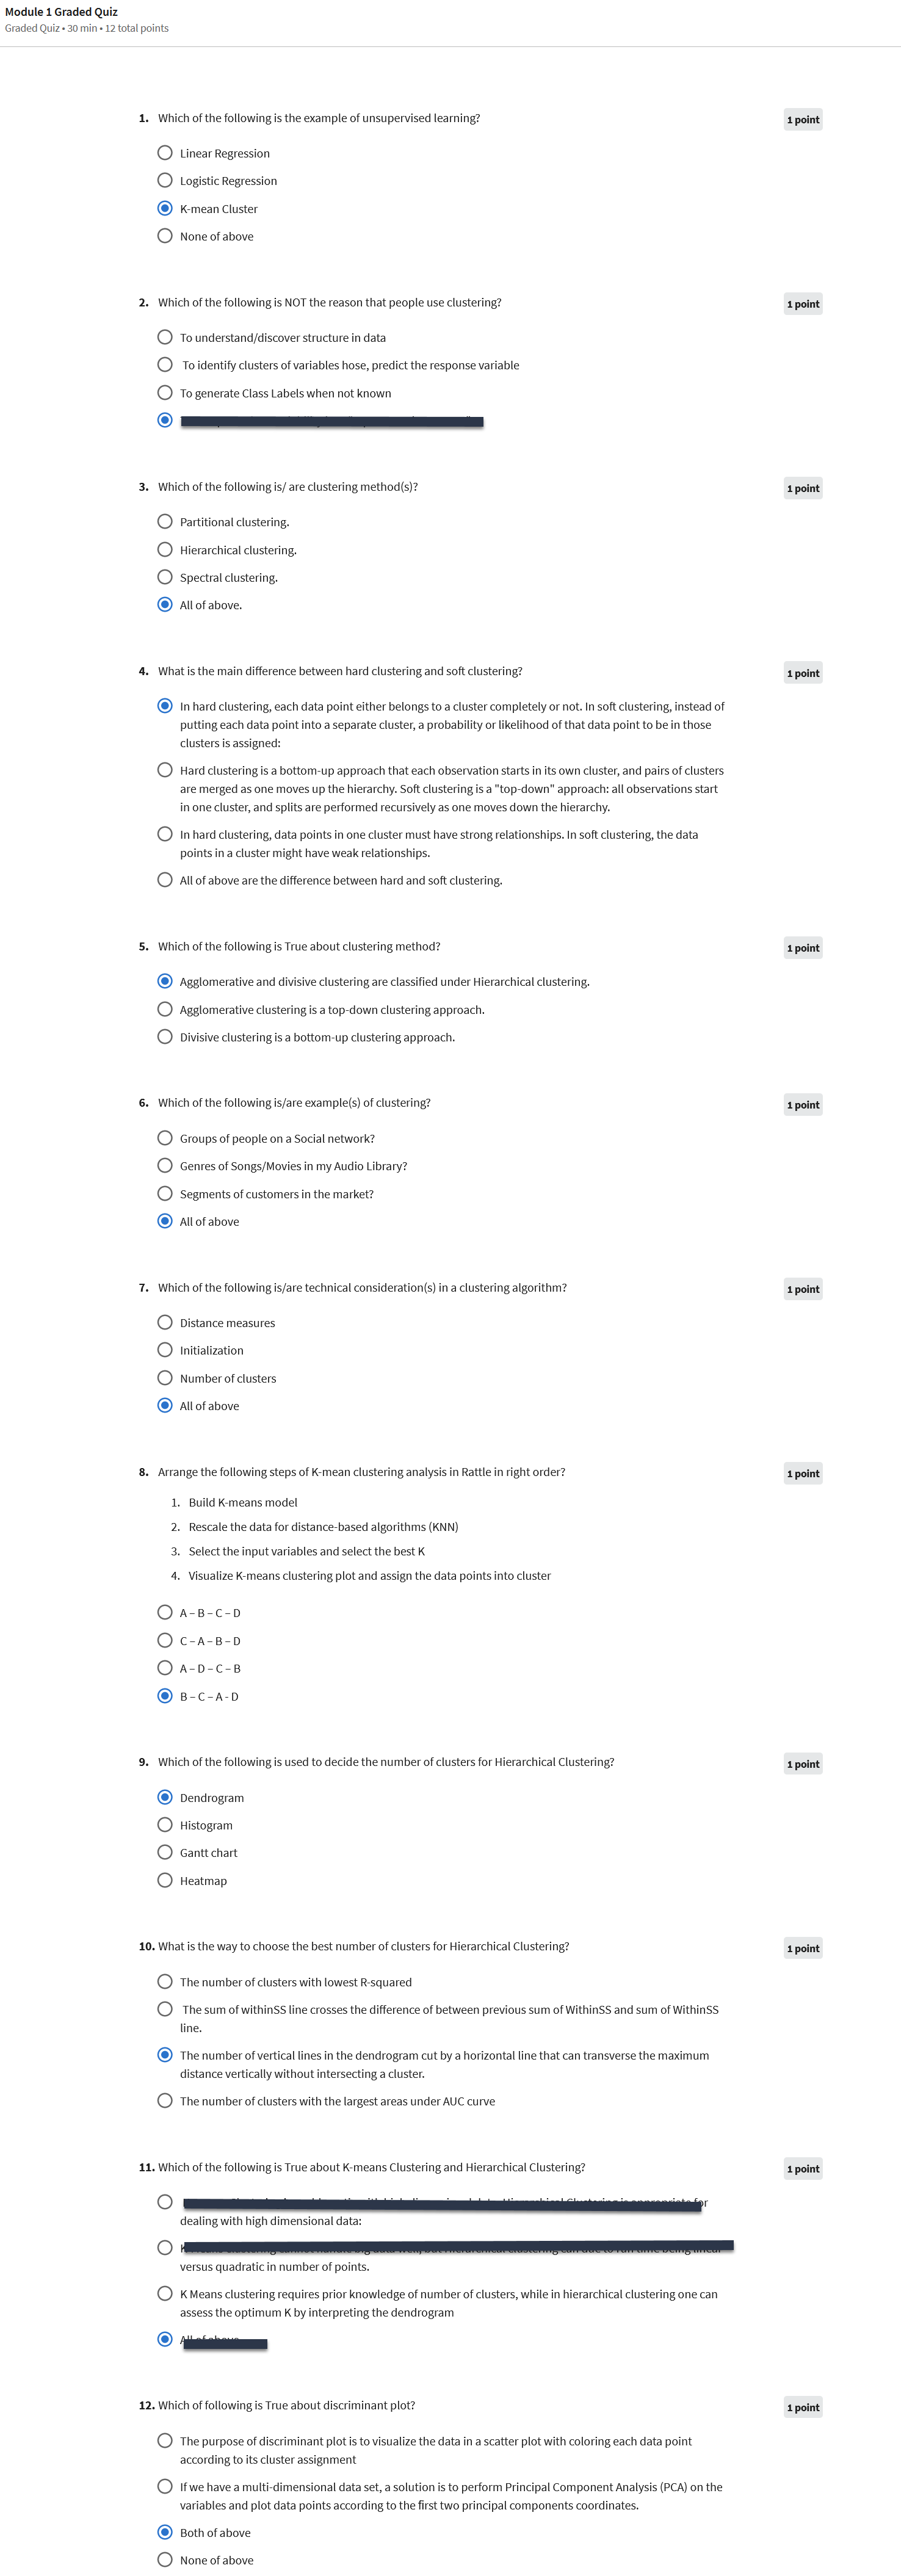 Module 1 Graded Quiz
Graded Quiz • 30 min • 12 total points
1. Which of the following is the example of unsupervised learning?
1 point
Linear Regression
Logistic Regression
K-mean Cluster
None of above
2. Which of the following is NOT the reason that people use clustering?
1 point
To understand/discover structure in data
To identify clusters of variables hose, predict the response variable
To generate Class Labels when not known
3. Which of the following is/ are clustering method(s)?
1 point
Partitional clustering.
Hierarchical clustering.
Spectral clustering.
All of above.
4. What is the main difference between hard clustering and soft clustering?
1 point
In hard clustering, each data point either belongs to a cluster completely or not. In soft clustering, instead of
putting each data point into a separate cluster, a probability or likelihood of that data point to be in those
clusters is assigned:
Hard clustering is a bottom-up approach that each observation starts in its own cluster, and pairs of clusters
are merged as one moves up the hierarchy. Soft clustering is a "top-down" approach: all observations start
in one cluster, and splits are performed recursively as one moves down the hierarchy.
In hard clustering, data points in one cluster must have strong relationships. In soft clustering, the data
points in a cluster might have weak relationships.
All of above are the difference between hard and soft clustering.
5. Which of the following is True about clustering method?
1 point
Agglomerative and divisive clustering are classified under Hierarchical clustering.
Agglomerative clustering is a top-down clustering approach.
Divisive clustering is a bottom-up clustering approach.
6. Which of the following is/are example(s) of clustering?
1 point
Groups of people on a Social network?
Genres of Songs/Movies in my Audio Library?
Segments of customers in the market?
All of above
7. Which of the following is/are technical consideration(s) in a clustering algorithm?
1 point
Distance measures
Initialization
Number of clusters
All of above
8. Arrange the following steps of K-mean clustering analysis in Rattle in right order?
1 point
1. Build K-means model
2. Rescale the data for distance-based algorithms (KNN)
3. Select the input variables and select the best K
4. Visualize K-means clustering plot and assign the data points into cluster
A – B – C – D
C – A – B – D
A – D – C – B
B – C – A - D
9. Which of the following is used to decide the number of clusters for Hierarchical Clustering?
1 point
Dendrogram
Histogram
Gantt chart
Heatmap
10. What is the way to choose the best number of clusters for Hierarchical Clustering?
1 point
The number of clusters with lowest R-squared
The sum of withinSS line crosses the difference of between previous sum of WithinSS and sum of WithinSS
line.
The number of vertical lines in the dendrogram cut by a horizontal line that can transverse the maximum
distance vertically without intersecting a cluster.
The number of clusters with the largest areas under AUC curve
11. Which of the following is True about K-means Clustering and Hierarchical Clustering?
1 point
for
dealing with high dimensional data:
versus quadratic in number of points.
K Means clustering requires prior knowledge of number of clusters, while in hierarchical clustering one can
assess the optimum K by interpreting the dendrogram
All of above
12. Which of following is True about discriminant plot?
1 point
The purpose of discriminant plot is to visualize the data in a scatter plot with coloring each data point
according to its cluster assignment
If we have a multi-dimensional data set, a solution is to perform Principal Component Analysis (PCA) on the
variables and plot data points according to the first two principal components coordinates.
Both of above
None of above